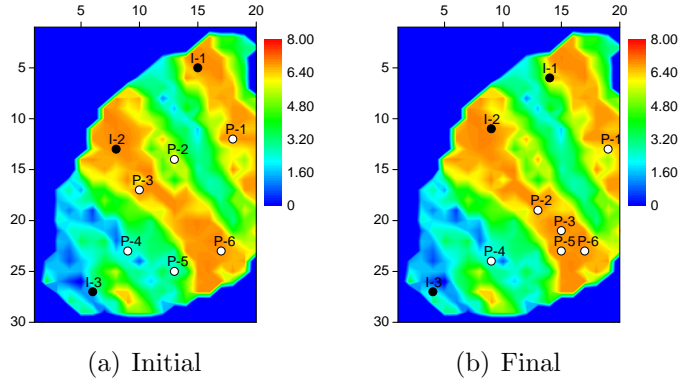 5 10 15 20
5
10
15
20
25
30
I-1
I-2
I-3
P-1
P-2
P-3
P-4
P-5
P-6
8.00
6.40
4.80
3.20
1.60
0
(a) Initial
5 10 15 20
5
10
15
20
25
30
I-1
I-2
I-3
P-1
P-2
P-3
P-5 P-6
P-4
8.00
6.40
4.80
3.20
1.60
0
(b) Final